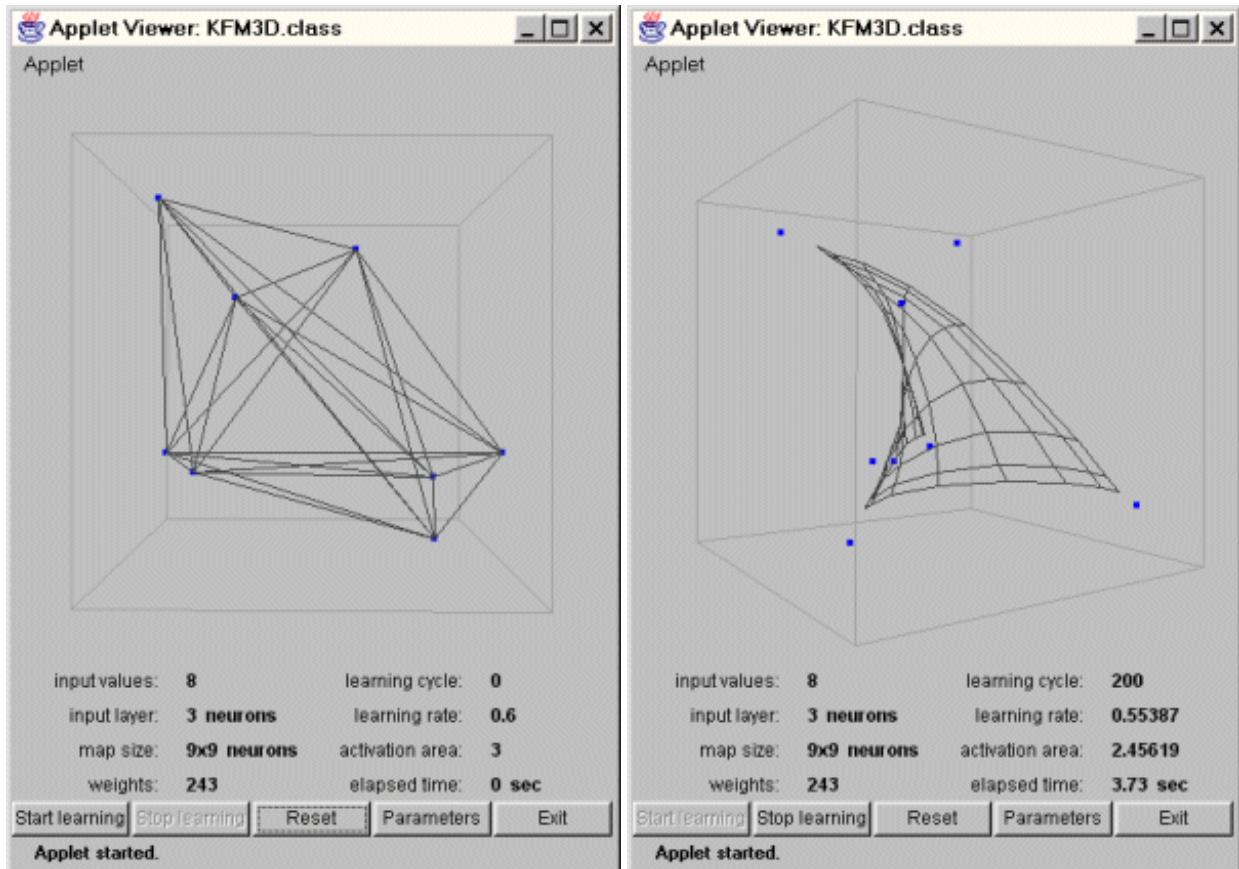 Applet Viewer: KFM3D.class
Applet
input values: 8 learning cycle: 0
input layer: 3 neurons learning rate: 0.6
map size: 9x9 neurons activation area: 3
weights: 243 elapsed time: 0 sec
Start learning Stop learning Reset Parameters Exit
Applet started.
Applet Viewer: KFM3D.class
Applet
input values: 8 learning cycle: 200
input layer: 3 neurons learning rate: 0.55387
map size: 9x9 neurons activation area: 2.45619
weights: 243 elapsed time: 3.73 sec
Start learning Stop learning Reset Parameters Exit
Applet started.